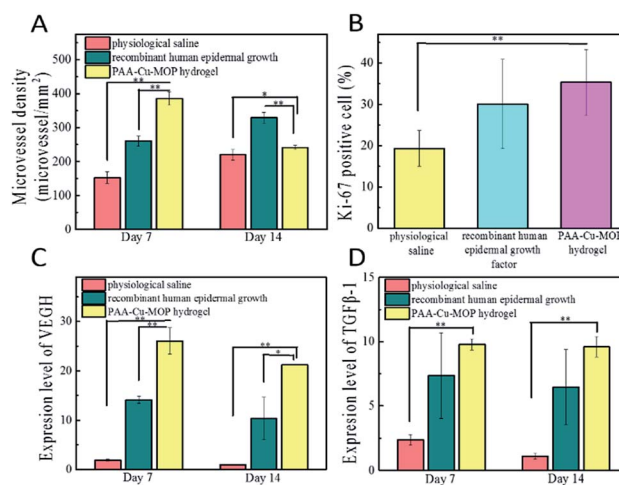 A
physiological saline
recombinant human epidermal growth
PAA-Cu-MOP hydrogel
Microvessel density
(microvessel/mm²)
500
400
300
200
100
0
**
**
*
**
Day 7
Day 14
B
Ki-67 positive cell (%)
50
40
30
20
10
0
**
physiological
saline
recombinant human
epidermal growth
factor
PAA-Cu-MOP
hydrogel
C
physiological saline
recombinant human epidermal growth
PAA-Cu-MOP hydrogel
Expresion level of VEGH
30
20
10
0
**
**
**
*
Day 7
Day 14
D
physiological saline
recombinant human epidermal growth
PAA-Cu-MOP hydrogel
Expresion level of TGFβ-1
15
10
5
0
**
**
Day 7
Day 14